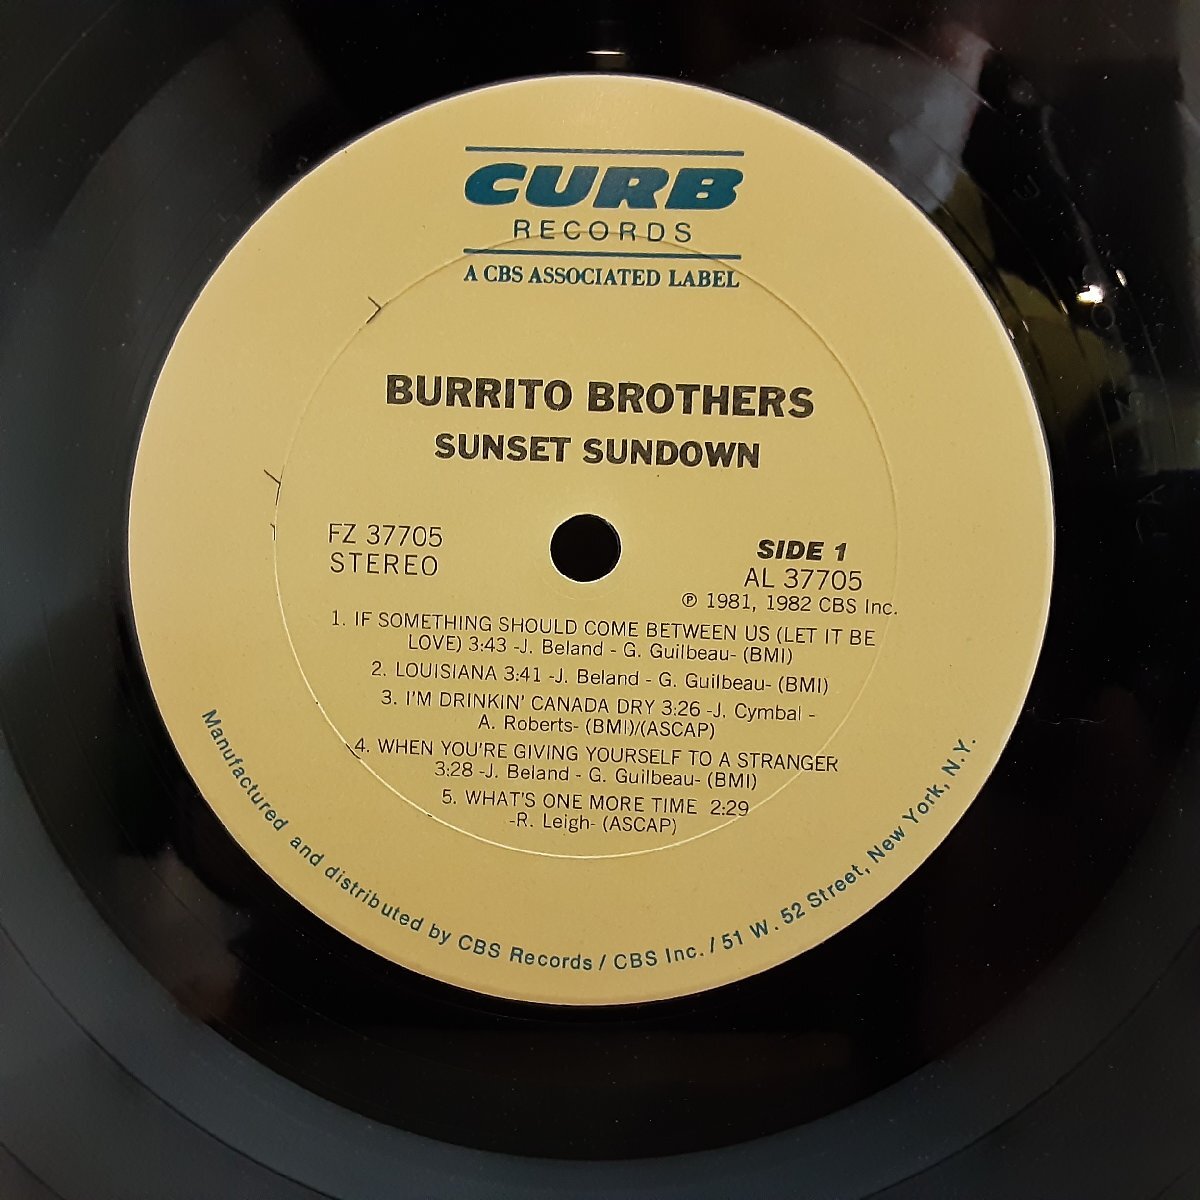 CURB
RECORDS
A CBS ASSOCIATED LABEL
BURRITO BROTHERS
SUNSET SUNDOWN
FZ 37705
STEREO
SIDE 1
AL 37705
℗ 1981, 1982 CBS Inc.
1. IF SOMETHING SHOULD COME BETWEEN US (LET IT BE
LOVE) 3:43 -J. Beland - G. Guilbeau- (BMI)
2. LOUISIANA 3:41 -J. Beland - G. Guilbeau- (BMI)
3. I'M DRINKIN' CANADA DRY 3:26 -J. Cymbal -
A. Roberts- (BMI)/(ASCAP)
4. WHEN YOU'RE GIVING YOURSELF TO A STRANGER
3:28 -J. Beland - G. Guilbeau- (BMI)
5. WHAT'S ONE MORE TIME 2:29
-R. Leigh- (ASCAP)
Manufactured and distributed by CBS Records / CBS Inc. / 51 W. 52 Street, New York, N.Y.